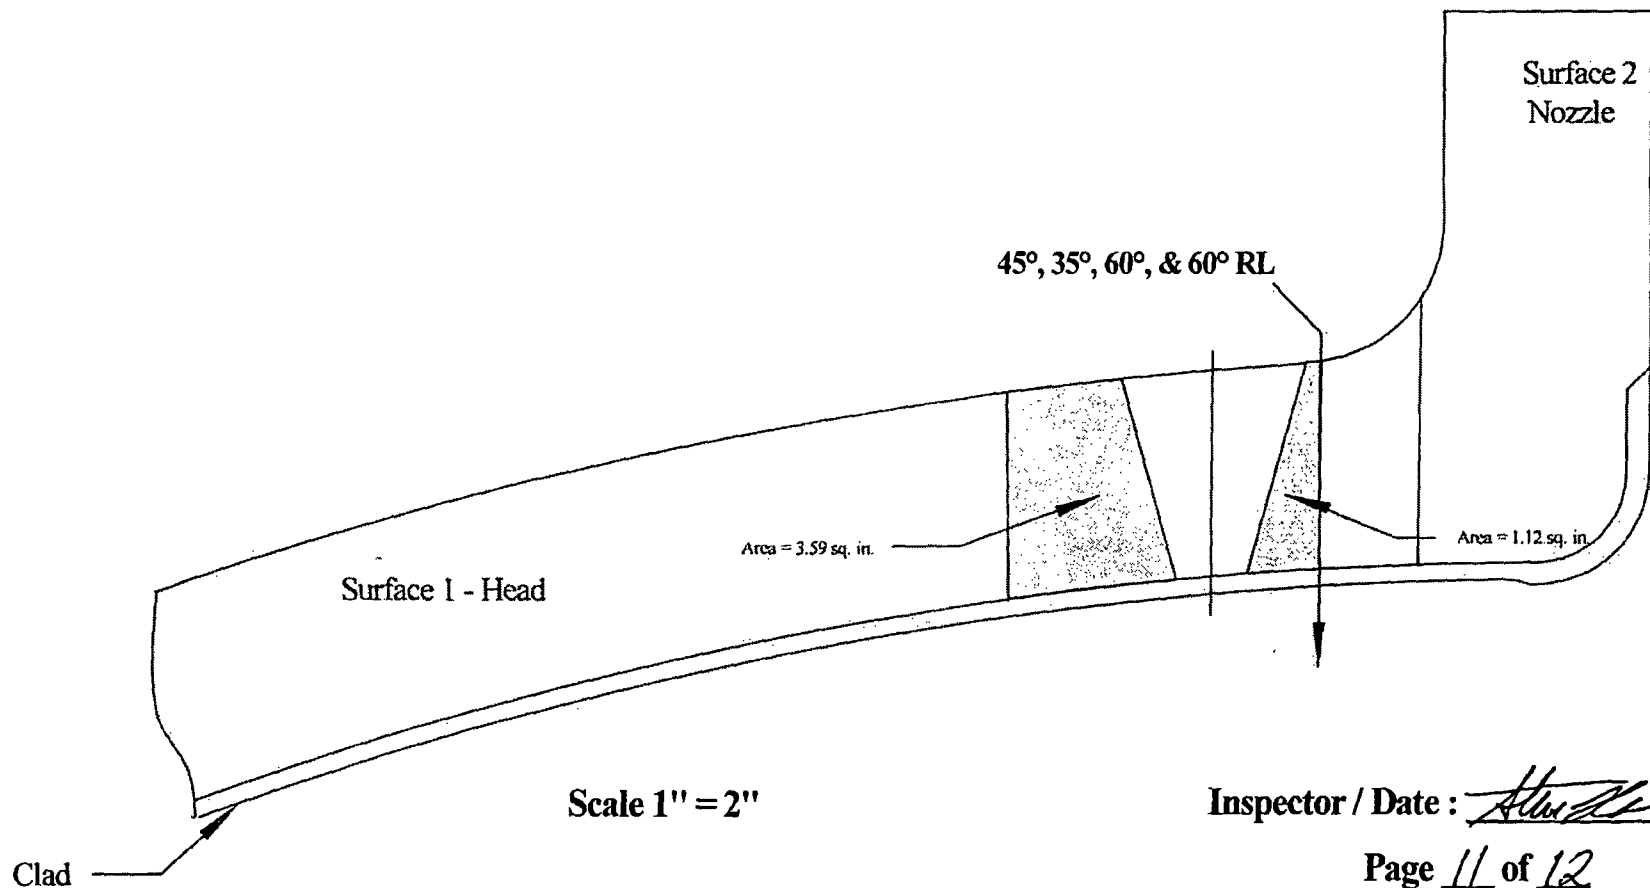 Surface 2
Nozzle
45°, 35°, 60°, & 60° RL
Area = 3.59 sq. in.
Area = 1.12 sq. in.
Surface 1 - Head
Scale 1" = 2"
Inspector / Date :
Clad
Page 11 of 12